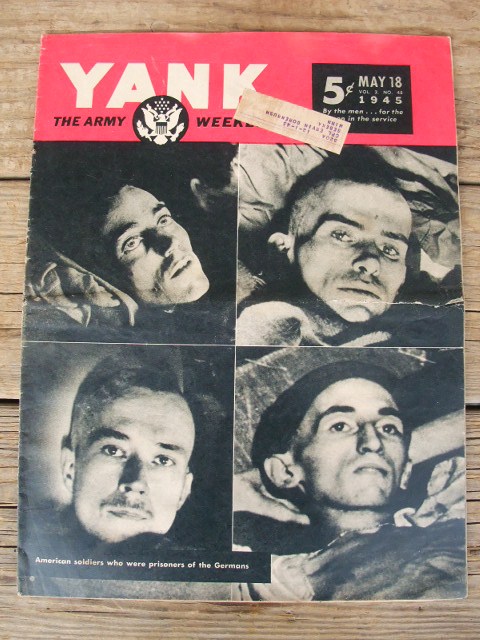 YANK
THE ARMY WEEKLY
5¢
MAY 18
VOL. 3, NO. 48
1945
By the men . . . for the
in the service
American soldiers who were prisoners of the Germans